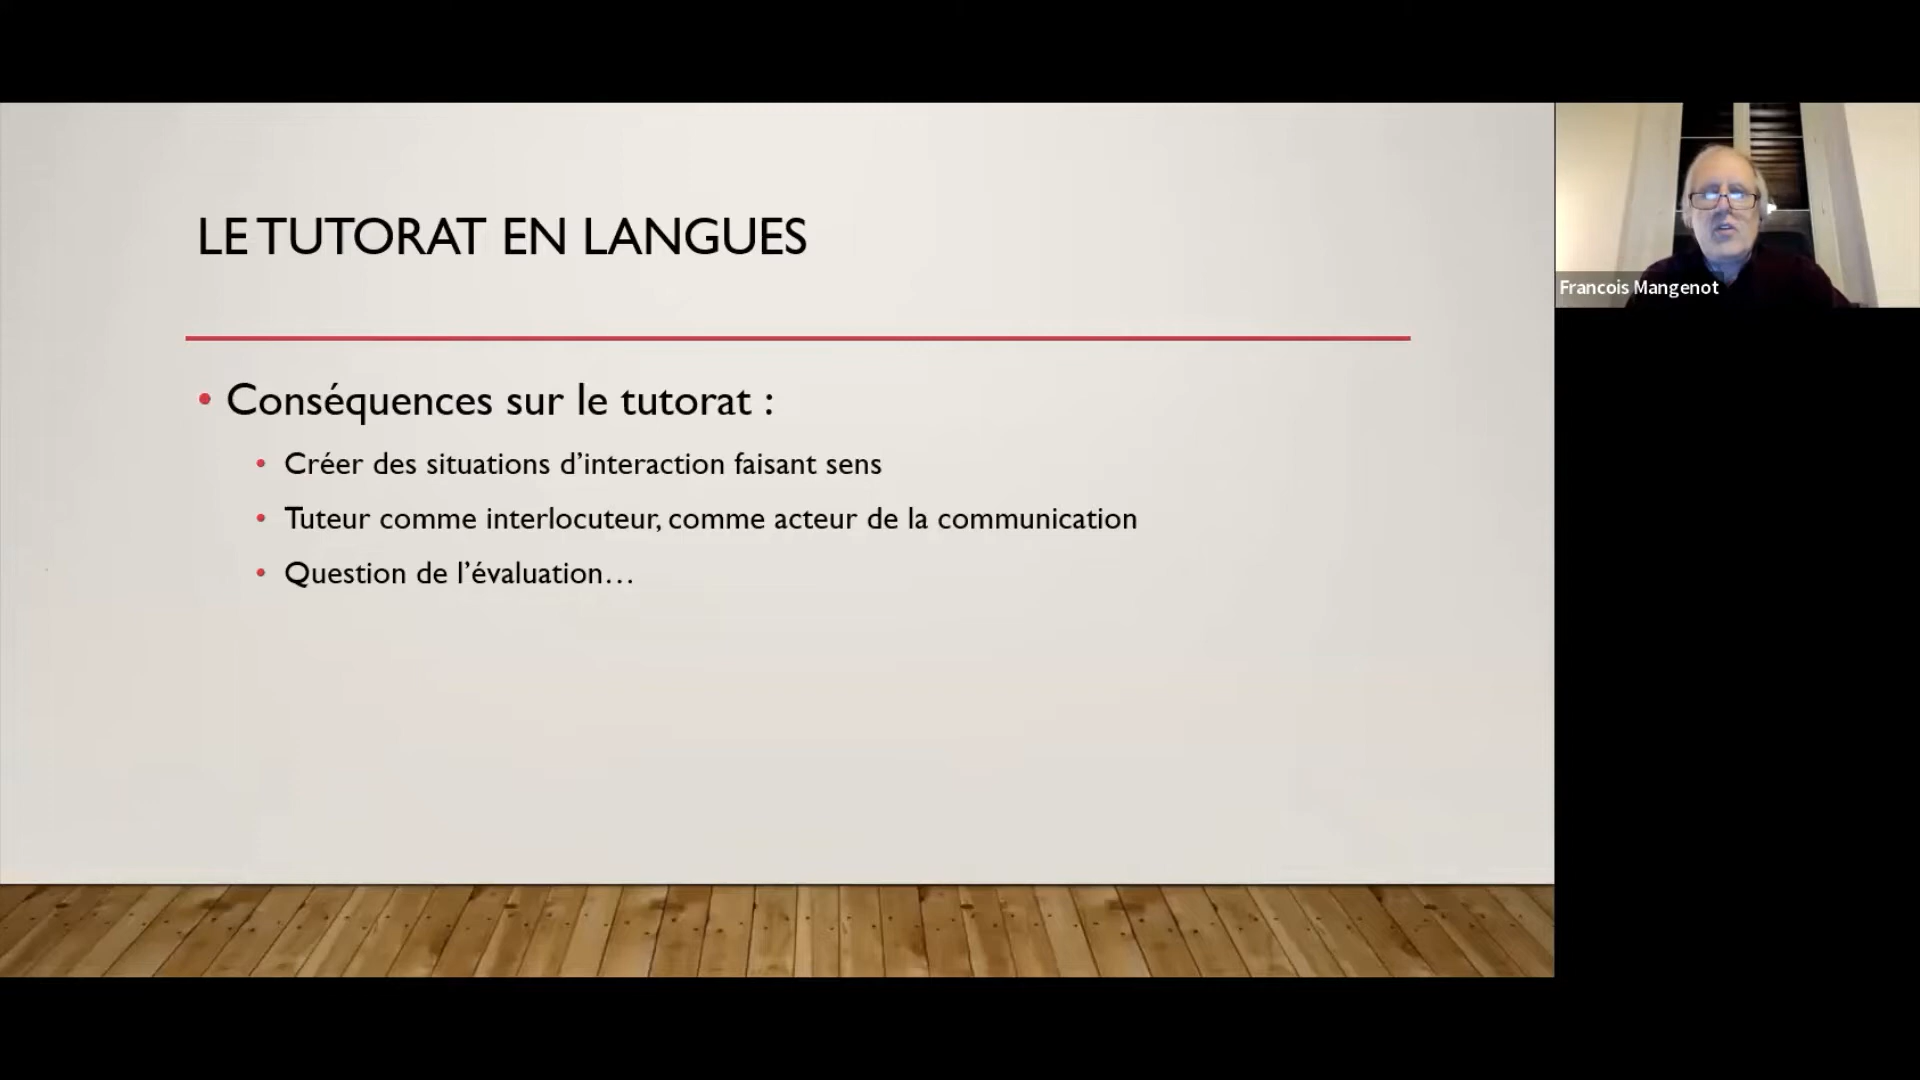 LE TUTORAT EN LANGUES
• Conséquences sur le tutorat :
• Créer des situations d’interaction faisant sens
• Tuteur comme interlocuteur, comme acteur de la communication
• Question de l’évaluation…
Francois Mangenot